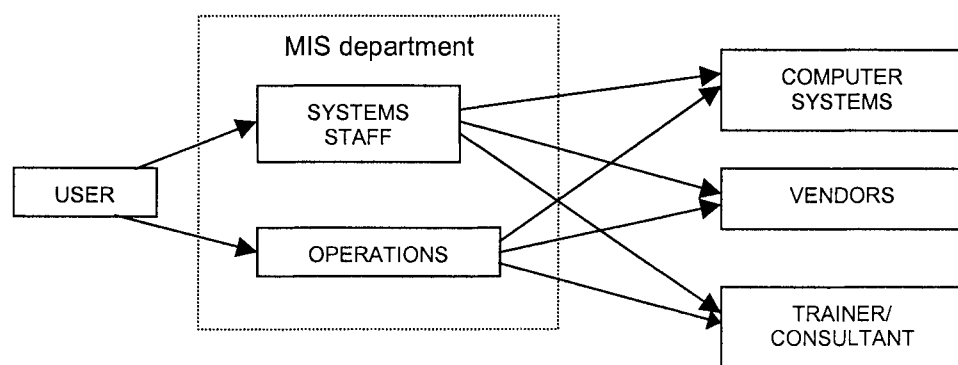 MIS department
SYSTEMS
STAFF
COMPUTER
SYSTEMS
USER
VENDORS
OPERATIONS
TRAINER/
CONSULTANT